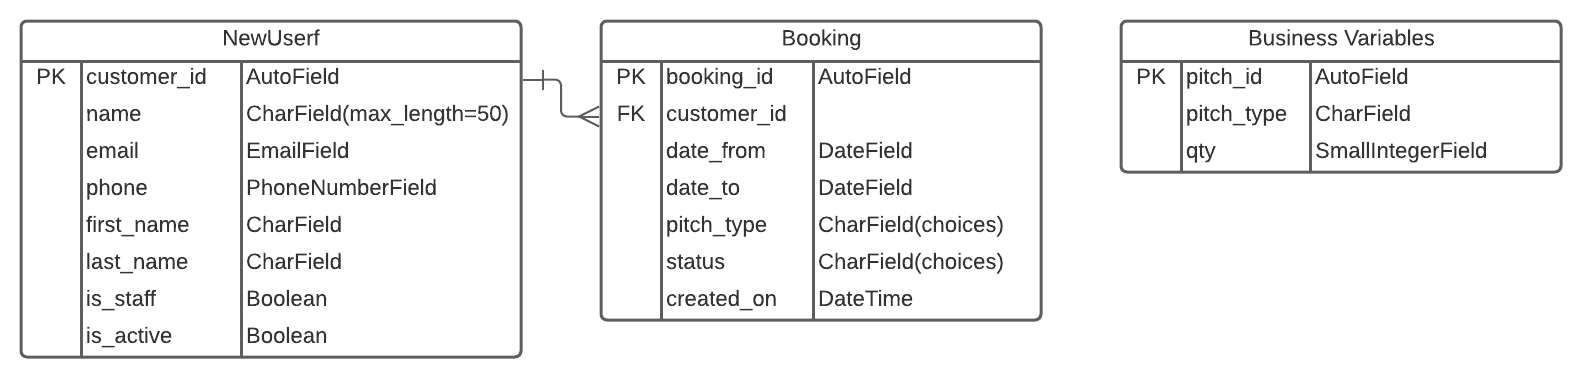 NewUserf
PK customer_id AutoField
name CharField(max_length=50)
email EmailField
phone PhoneNumberField
first_name CharField
last_name CharField
is_staff Boolean
is_active Boolean
Booking
PK booking_id AutoField
FK customer_id
date_from DateField
date_to DateField
pitch_type CharField(choices)
status CharField(choices)
created_on DateTime
Business Variables
PK pitch_id AutoField
pitch_type CharField
qty SmallIntegerField